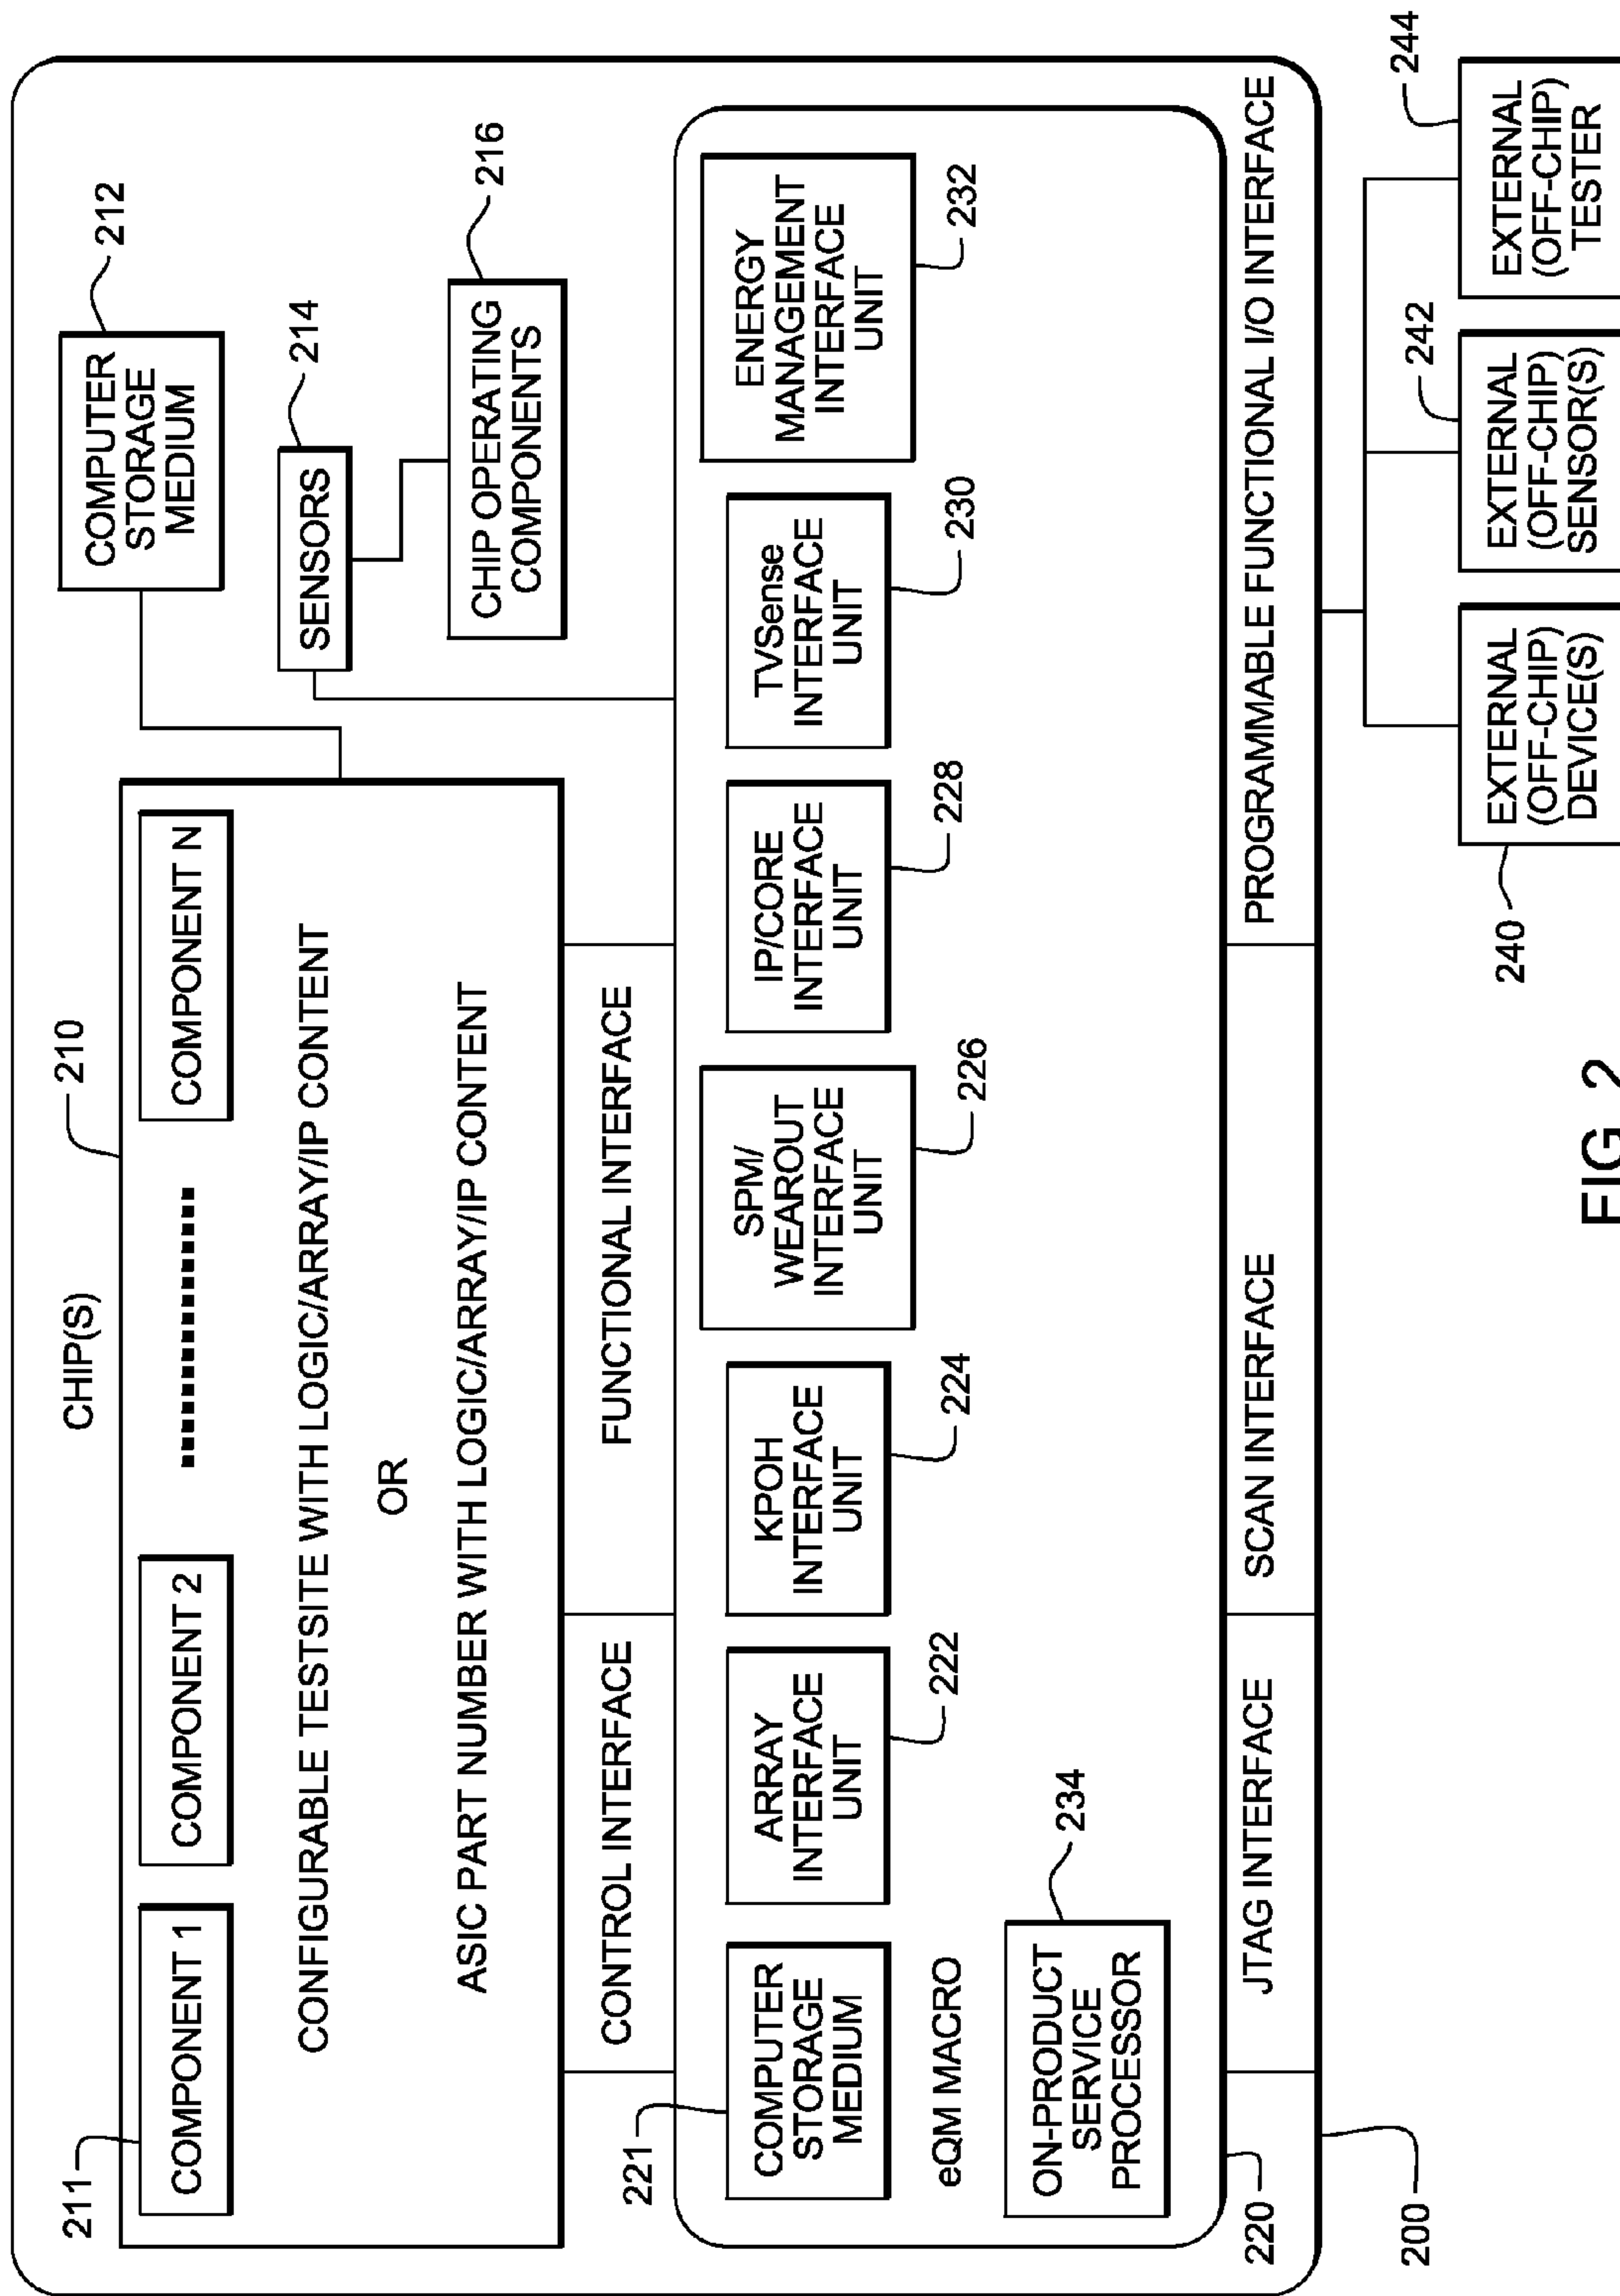 CHIP(S)
210
211
COMPONENT 1
COMPONENT 2
COMPONENT N
CONFIGURABLE TESTSITE WITH LOGIC/ARRAY/IP CONTENT
OR
ASIC PART NUMBER WITH LOGIC/ARRAY/IP CONTENT
COMPUTER
STORAGE
MEDIUM
212
SENSORS
214
CHIP OPERATING
COMPONENTS
216
CONTROL INTERFACE
FUNCTIONAL INTERFACE
221
COMPUTER
STORAGE
MEDIUM
ARRAY
INTERFACE
UNIT
222
KPOH
INTERFACE
UNIT
224
SPM/
WEAROUT
INTERFACE
UNIT
226
IP/CORE
INTERFACE
UNIT
228
TVSense
INTERFACE
UNIT
230
ENERGY
MANAGEMENT
INTERFACE
UNIT
232
eQM MACRO
ON-PRODUCT
SERVICE
PROCESSOR
234
220
JTAG INTERFACE
SCAN INTERFACE
PROGRAMMABLE FUNCTIONAL I/O INTERFACE
200
240
EXTERNAL
(OFF-CHIP)
DEVICE(S)
242
EXTERNAL
(OFF-CHIP)
SENSOR(S)
244
EXTERNAL
(OFF-CHIP)
TESTER
FIG. 2